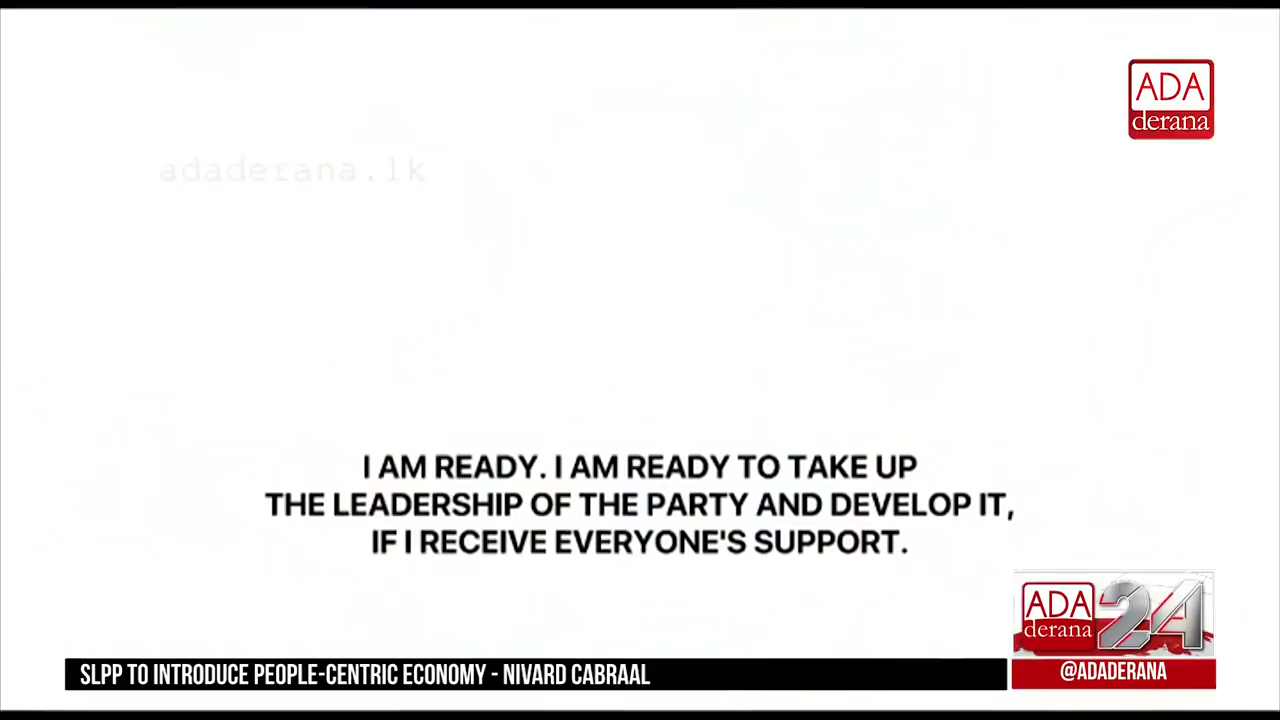 ADA
derana
adaderana.lk
I AM READY. I AM READY TO TAKE UP
THE LEADERSHIP OF THE PARTY AND DEVELOP IT,
IF I RECEIVE EVERYONE'S SUPPORT.
ADA
derana
24
SLPP TO INTRODUCE PEOPLE-CENTRIC ECONOMY - NIVARD CABRAAL
@ADADERANA